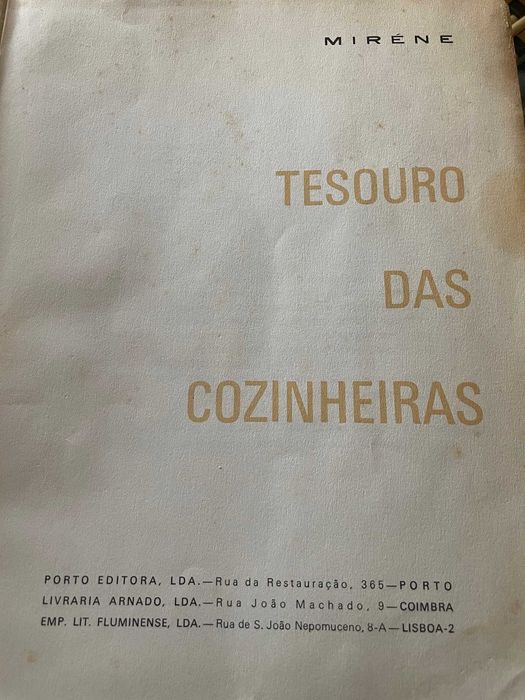 MIRÉNE
TESOURO
DAS
COZINHEIRAS
PORTO EDITORA, LDA.—Rua da Restauração, 365—PORTO
LIVRARIA ARNADO, LDA.—Rua João Machado, 9—COIMBRA
EMP. LIT. FLUMINENSE, LDA.—Rua de S. João Nepomuceno, 8-A—LISBOA-2